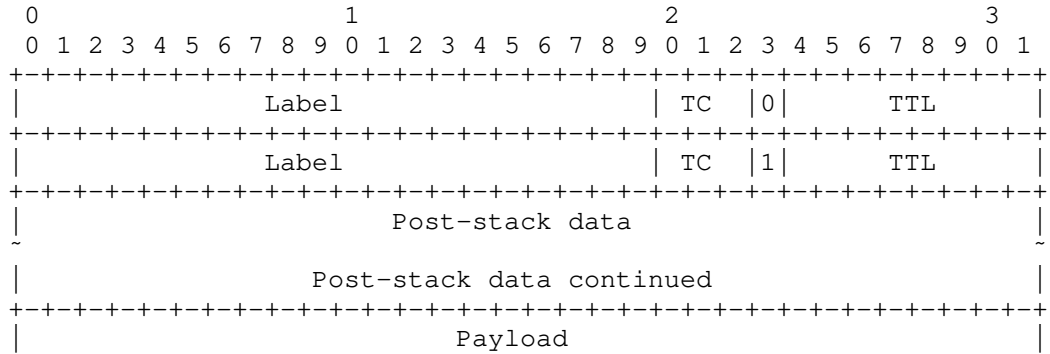 0                   1                   2                   3
 0 1 2 3 4 5 6 7 8 9 0 1 2 3 4 5 6 7 8 9 0 1 2 3 4 5 6 7 8 9 0 1
+-+-+-+-+-+-+-+-+-+-+-+-+-+-+-+-+-+-+-+-+-+-+-+-+-+-+-+-+-+-+-+-+
|                Label                  | TC  |0|      TTL      |
+-+-+-+-+-+-+-+-+-+-+-+-+-+-+-+-+-+-+-+-+-+-+-+-+-+-+-+-+-+-+-+-+
|                Label                  | TC  |1|      TTL      |
+-+-+-+-+-+-+-+-+-+-+-+-+-+-+-+-+-+-+-+-+-+-+-+-+-+-+-+-+-+-+-+-+
|                        Post-stack data                        |
~                                                               ~
|                   Post-stack data continued                   |
+-+-+-+-+-+-+-+-+-+-+-+-+-+-+-+-+-+-+-+-+-+-+-+-+-+-+-+-+-+-+-+-+
|                            Payload                            |